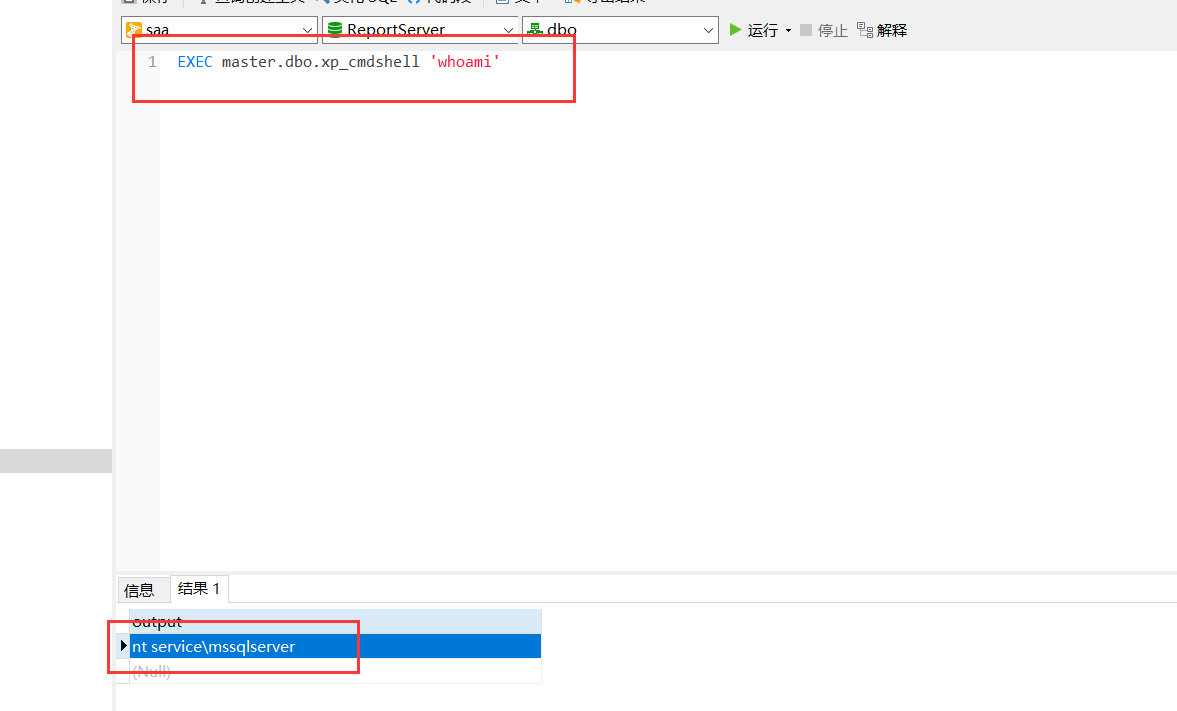 saa ReportServer dbo 运行 停止 解释
1 EXEC master.dbo.xp_cmdshell 'whoami'
信息 结果 1
output
nt service\mssqlserver
(Null)